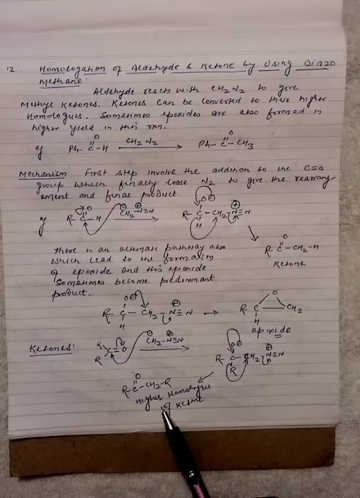 12. Homologation of Aldehyde & Ketone by Using Diazo
methane:
Aldehyde reacts with CH2N2 to give
Methyl Ketones. Ketones can be converted to their higher
homologues. Sometimes epoxides are also formed in
higher yield in this rxn.
eg Ph-C-H CH2N2 → Ph-C-CH3
O O
Mechanism First step involve the addition to the C=O
group which finally loose N2 to give the rearrang
ement and final product
eg R-C-H CH2-N≡N → R-C-CH2-N≡N
H
O
R-C-CH2-H
Ketone
There is an pathway also
which lead to the formation
of epoxide and this epoxide
Sometimes become predominant
product.
R-C-CH2-N≡N → R-C-CH2
H H
O
epoxide
Ketones: R C=O CH2-N≡N → R-C-CH2-N≡N
R R
O
R-C-CH2-R
Higher Homologue
of Ketone